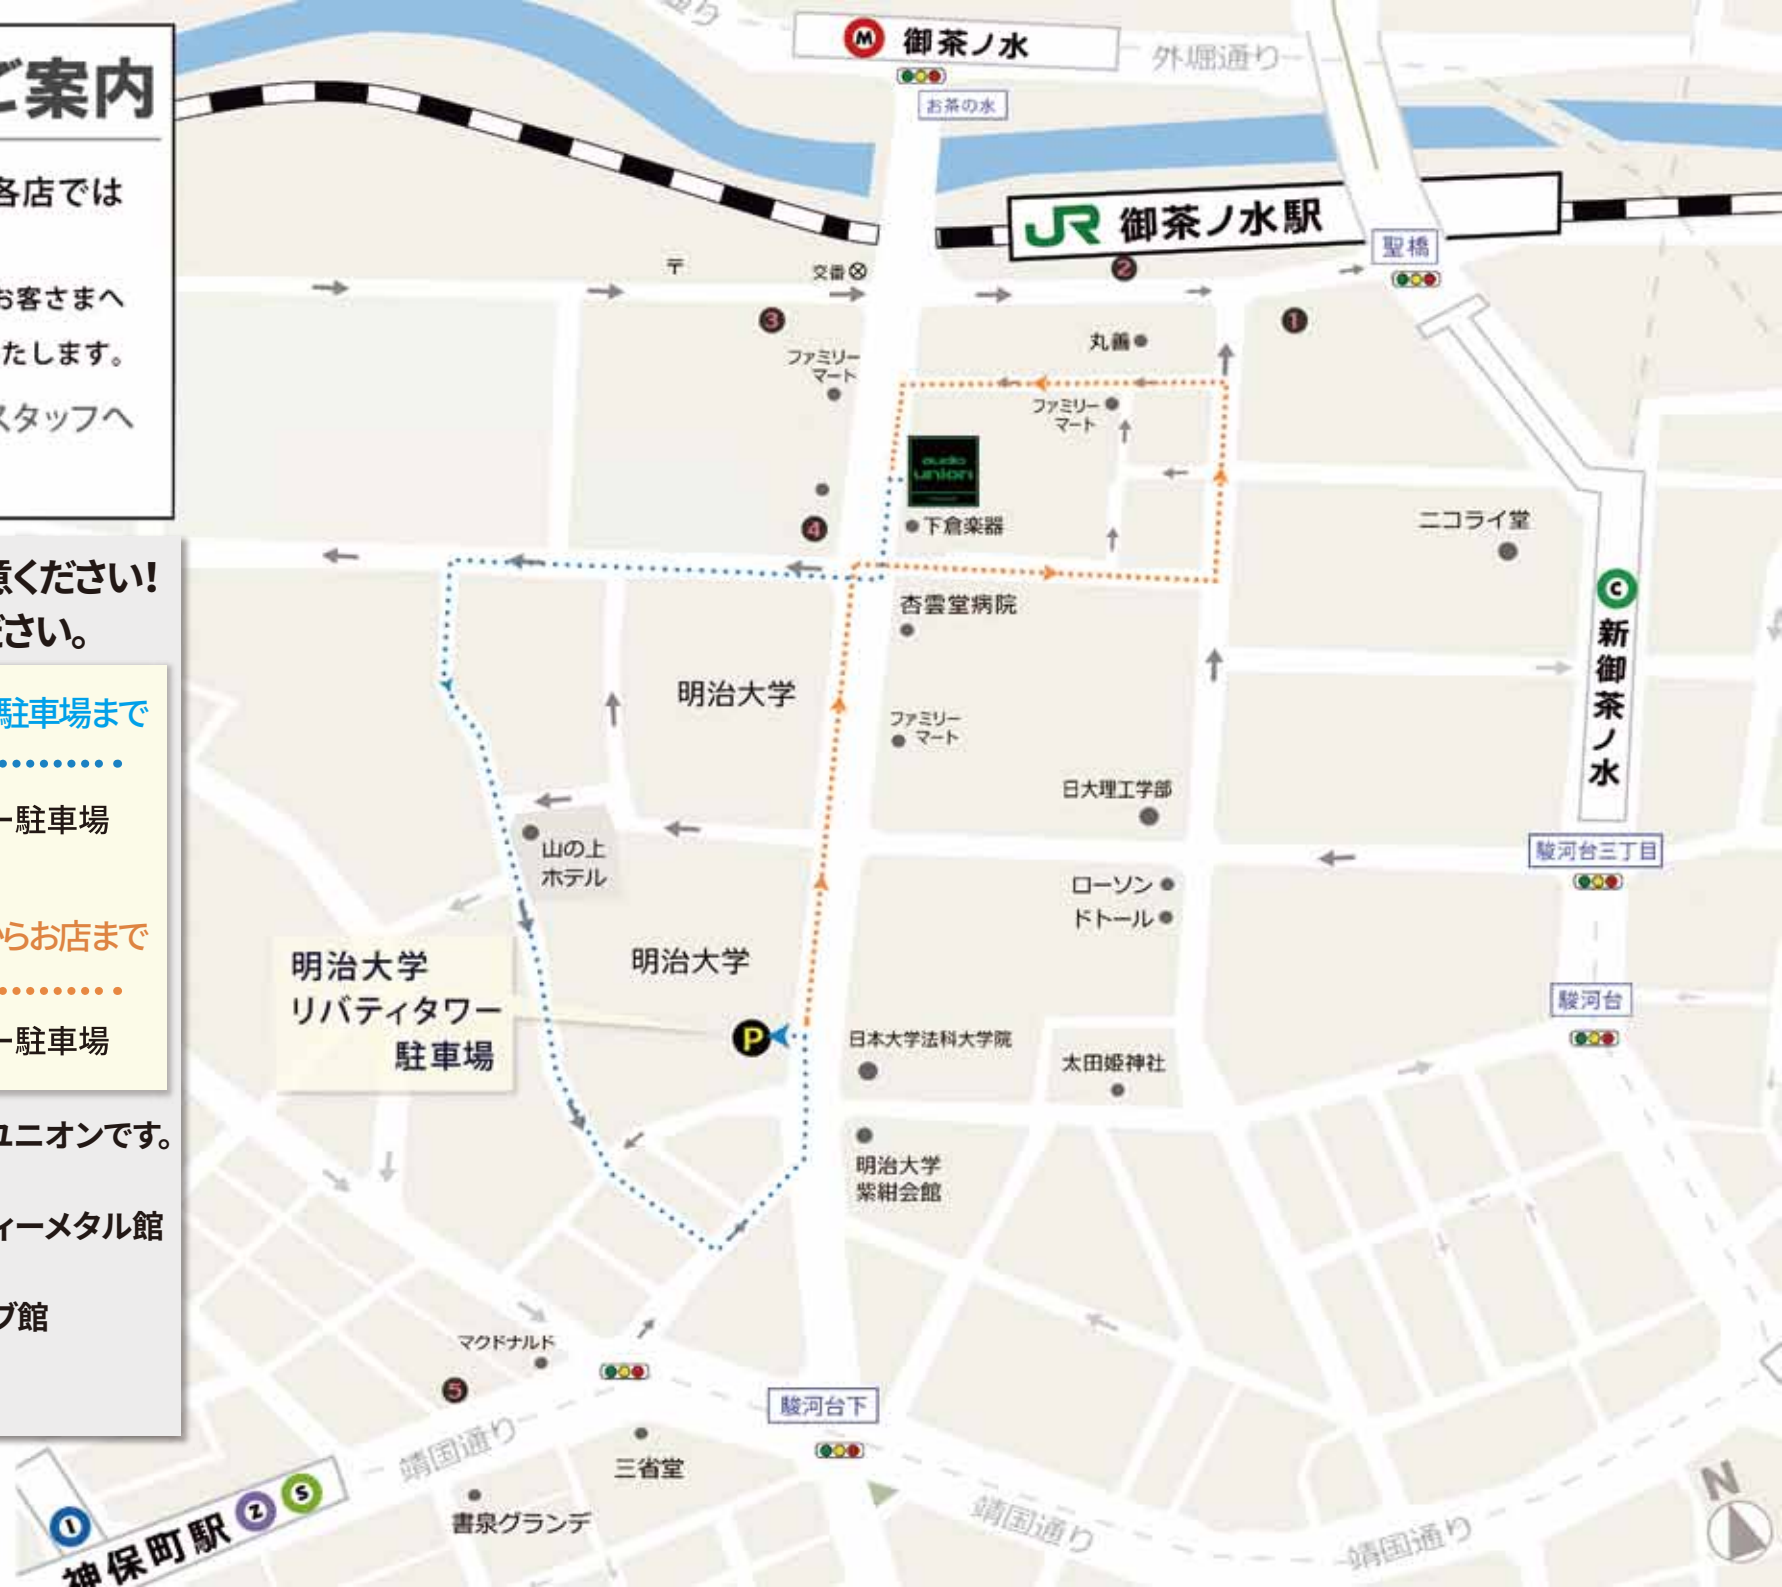 ご案内
各店では
お客さまへ
たします。
スタッフへ
意ください！
ださい。
駐車場まで
ー駐車場
からお店まで
ー駐車場
ユニオンです。
ィーメタル館
ブ館
通り
M 御茶ノ水
外堀通り
お茶の水
JR 御茶ノ水駅
聖橋
〒
交番
2
3
1
丸善
ファミリー
マート
ファミリー
マート
audio
union
4
下倉楽器
ニコライ堂
杏雲堂病院
C
新御茶ノ水
明治大学
ファミリー
マート
日大理工学部
山の上
ホテル
駿河台三丁目
ローソン
ドトール
明治大学
明治大学
リバティタワー
駐車場
P
駿河台
日本大学法科大学院
太田姫神社
明治大学
紫紺会館
マクドナルド
5
駿河台下
靖国通り
三省堂
書泉グランデ
I
神保町駅 Z S
靖国通り
靖国通り
N